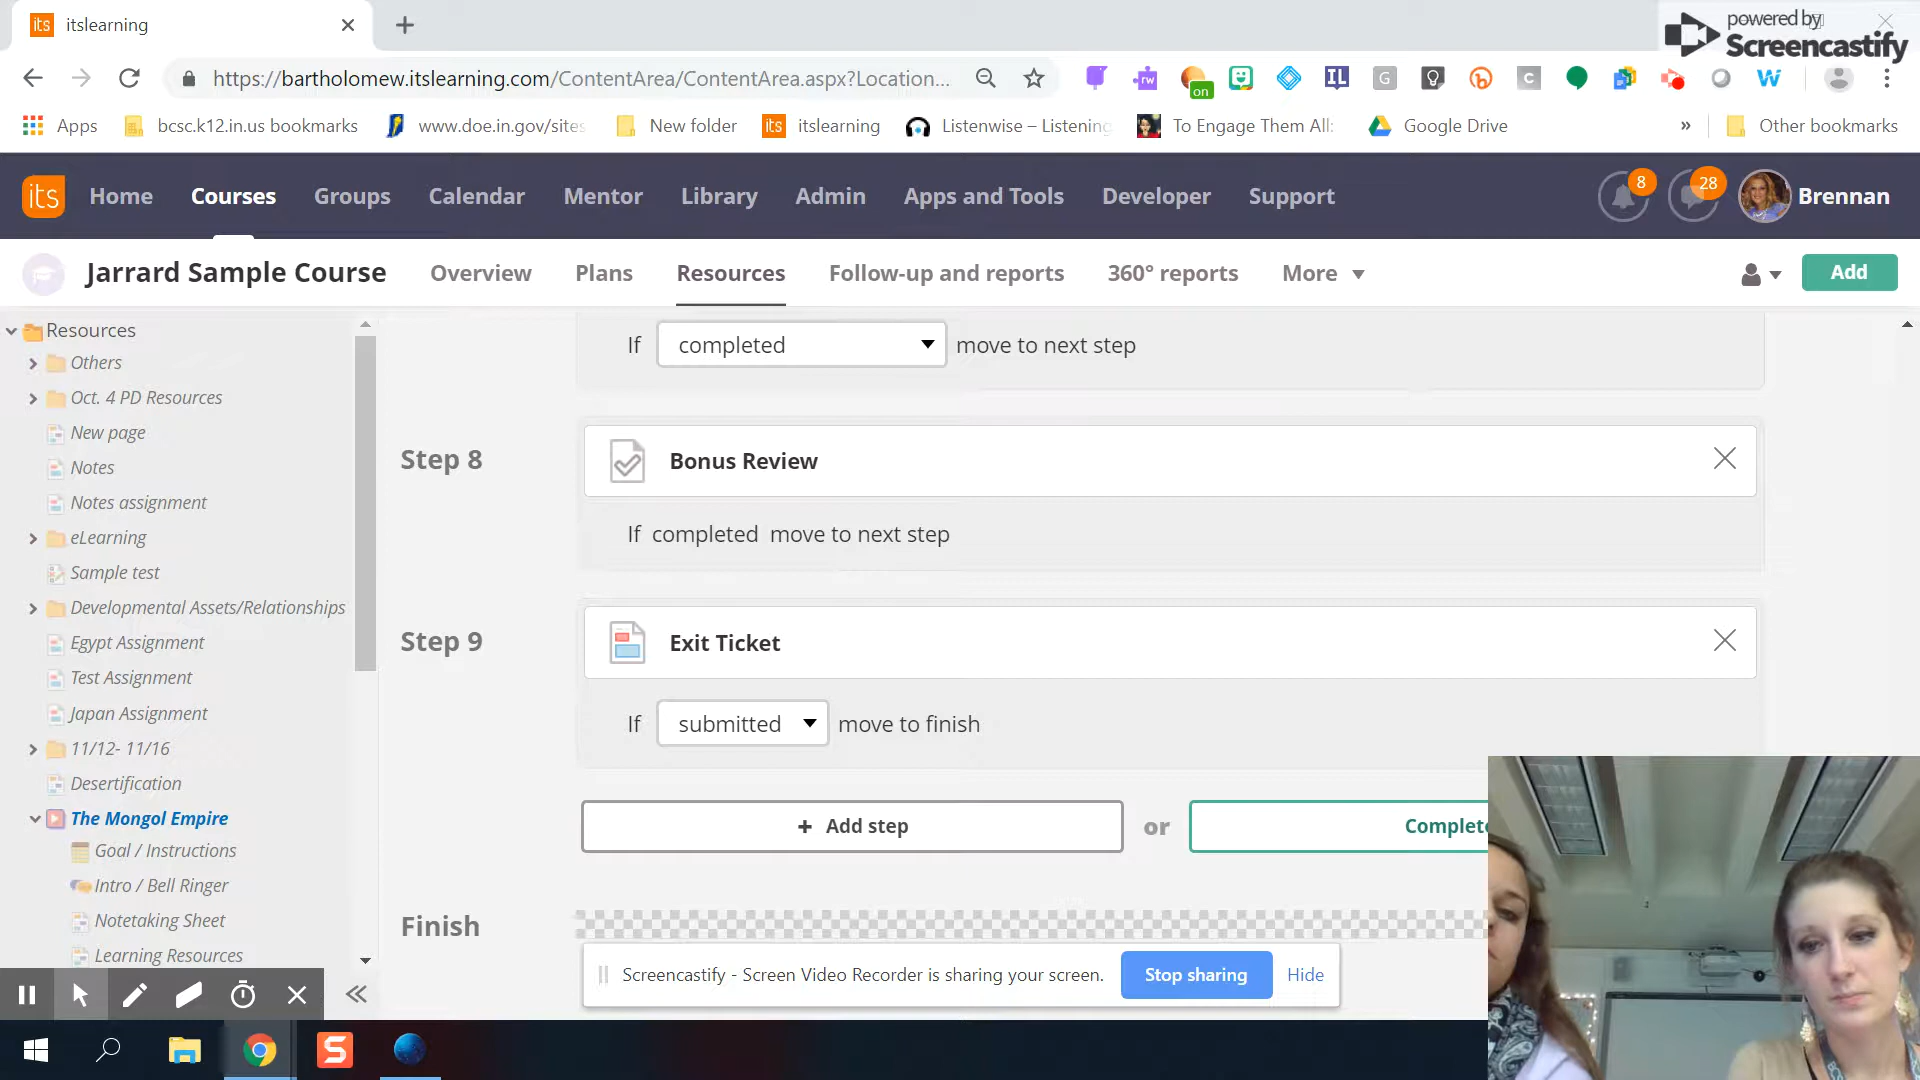 its itslearning
powered by
Screencastify
https://bartholomew.itslearning.com/ContentArea/ContentArea.aspx?Location...
rw on IL G b C W
Apps bcsc.k12.in.us bookmarks www.doe.in.gov/sites New folder its itslearning Listenwise – Listening To Engage Them All: Google Drive » Other bookmarks
its Home Courses Groups Calendar Mentor Library Admin Apps and Tools Developer Support 8 28 Brennan
Jarrard Sample Course Overview Plans Resources Follow-up and reports 360° reports More Add
Resources
Others
Oct. 4 PD Resources
New page
Notes
Notes assignment
eLearning
Sample test
Developmental Assets/Relationships
Egypt Assignment
Test Assignment
Japan Assignment
11/12- 11/16
Desertification
The Mongol Empire
Goal / Instructions
Intro / Bell Ringer
Notetaking Sheet
Learning Resources
If completed move to next step
Step 8 Bonus Review
If completed move to next step
Step 9 Exit Ticket
If submitted move to finish
+ Add step or Complete
Finish
Screencastify - Screen Video Recorder is sharing your screen. Stop sharing Hide
S